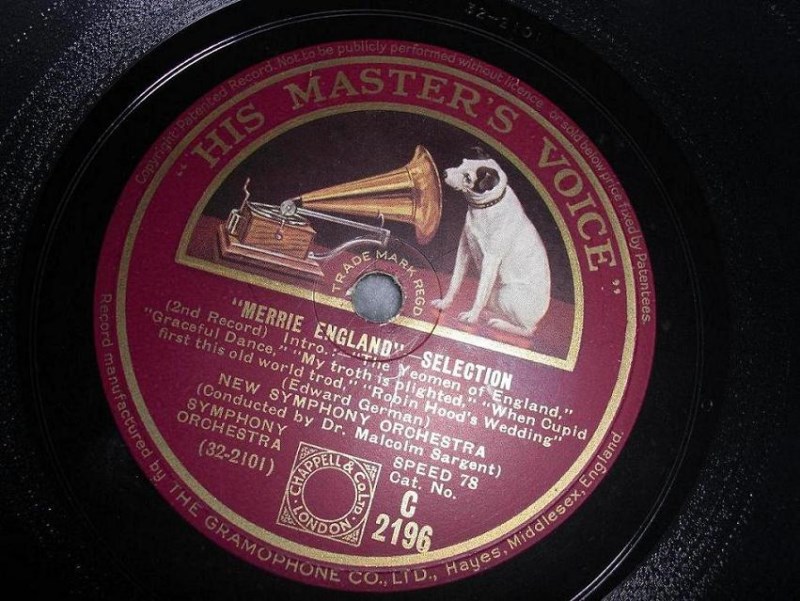 32-2101
Copyright Patented Record. Not to be publicly performed without licence, or sold below price fixed by Patentees.
"HIS MASTER'S VOICE"
TRADE MARK REGD
"MERRIE ENGLAND" SELECTION
(2nd Record) Intro.: "The Yeomen of England,"
"Graceful Dance," "My troth is plighted," "When Cupid
first this old world trod," "Robin Hood's Wedding"
(Edward German)
NEW SYMPHONY ORCHESTRA
(Conducted by Dr. Malcolm Sargent)
SYMPHONY
ORCHESTRA
(32-2101)
SPEED 78
Cat. No.
C
2196
CHAPPELL & Co. LTD.
LONDON
Record manufactured by THE GRAMOPHONE CO., LTD., Hayes, Middlesex, England.